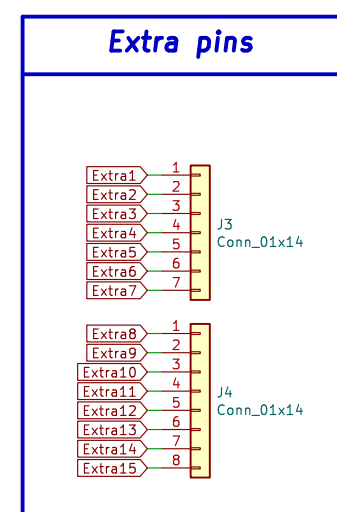 Extra pins
Extra1 1
Extra2 2
Extra3 3
Extra4 4
Extra5 5
Extra6 6
Extra7 7
J3
Conn_01x14
Extra8 1
Extra9 2
Extra10 3
Extra11 4
Extra12 5
Extra13 6
Extra14 7
Extra15 8
J4
Conn_01x14